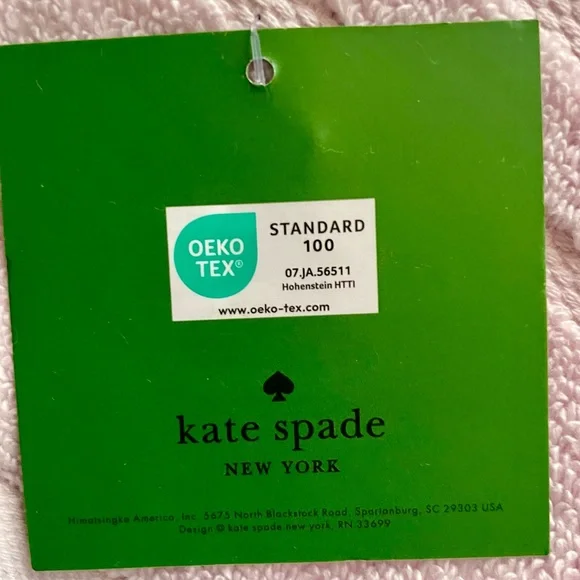 OEKO
TEX®
STANDARD
100
07.JA.56511
Hohenstein HTTI
www.oeko-tex.com
kate spade
NEW YORK
Himatsingka America, Inc. 5675 North Blackstock Road, Spartanburg, SC 29303 USA
Design © kate spade new york, RN 33699